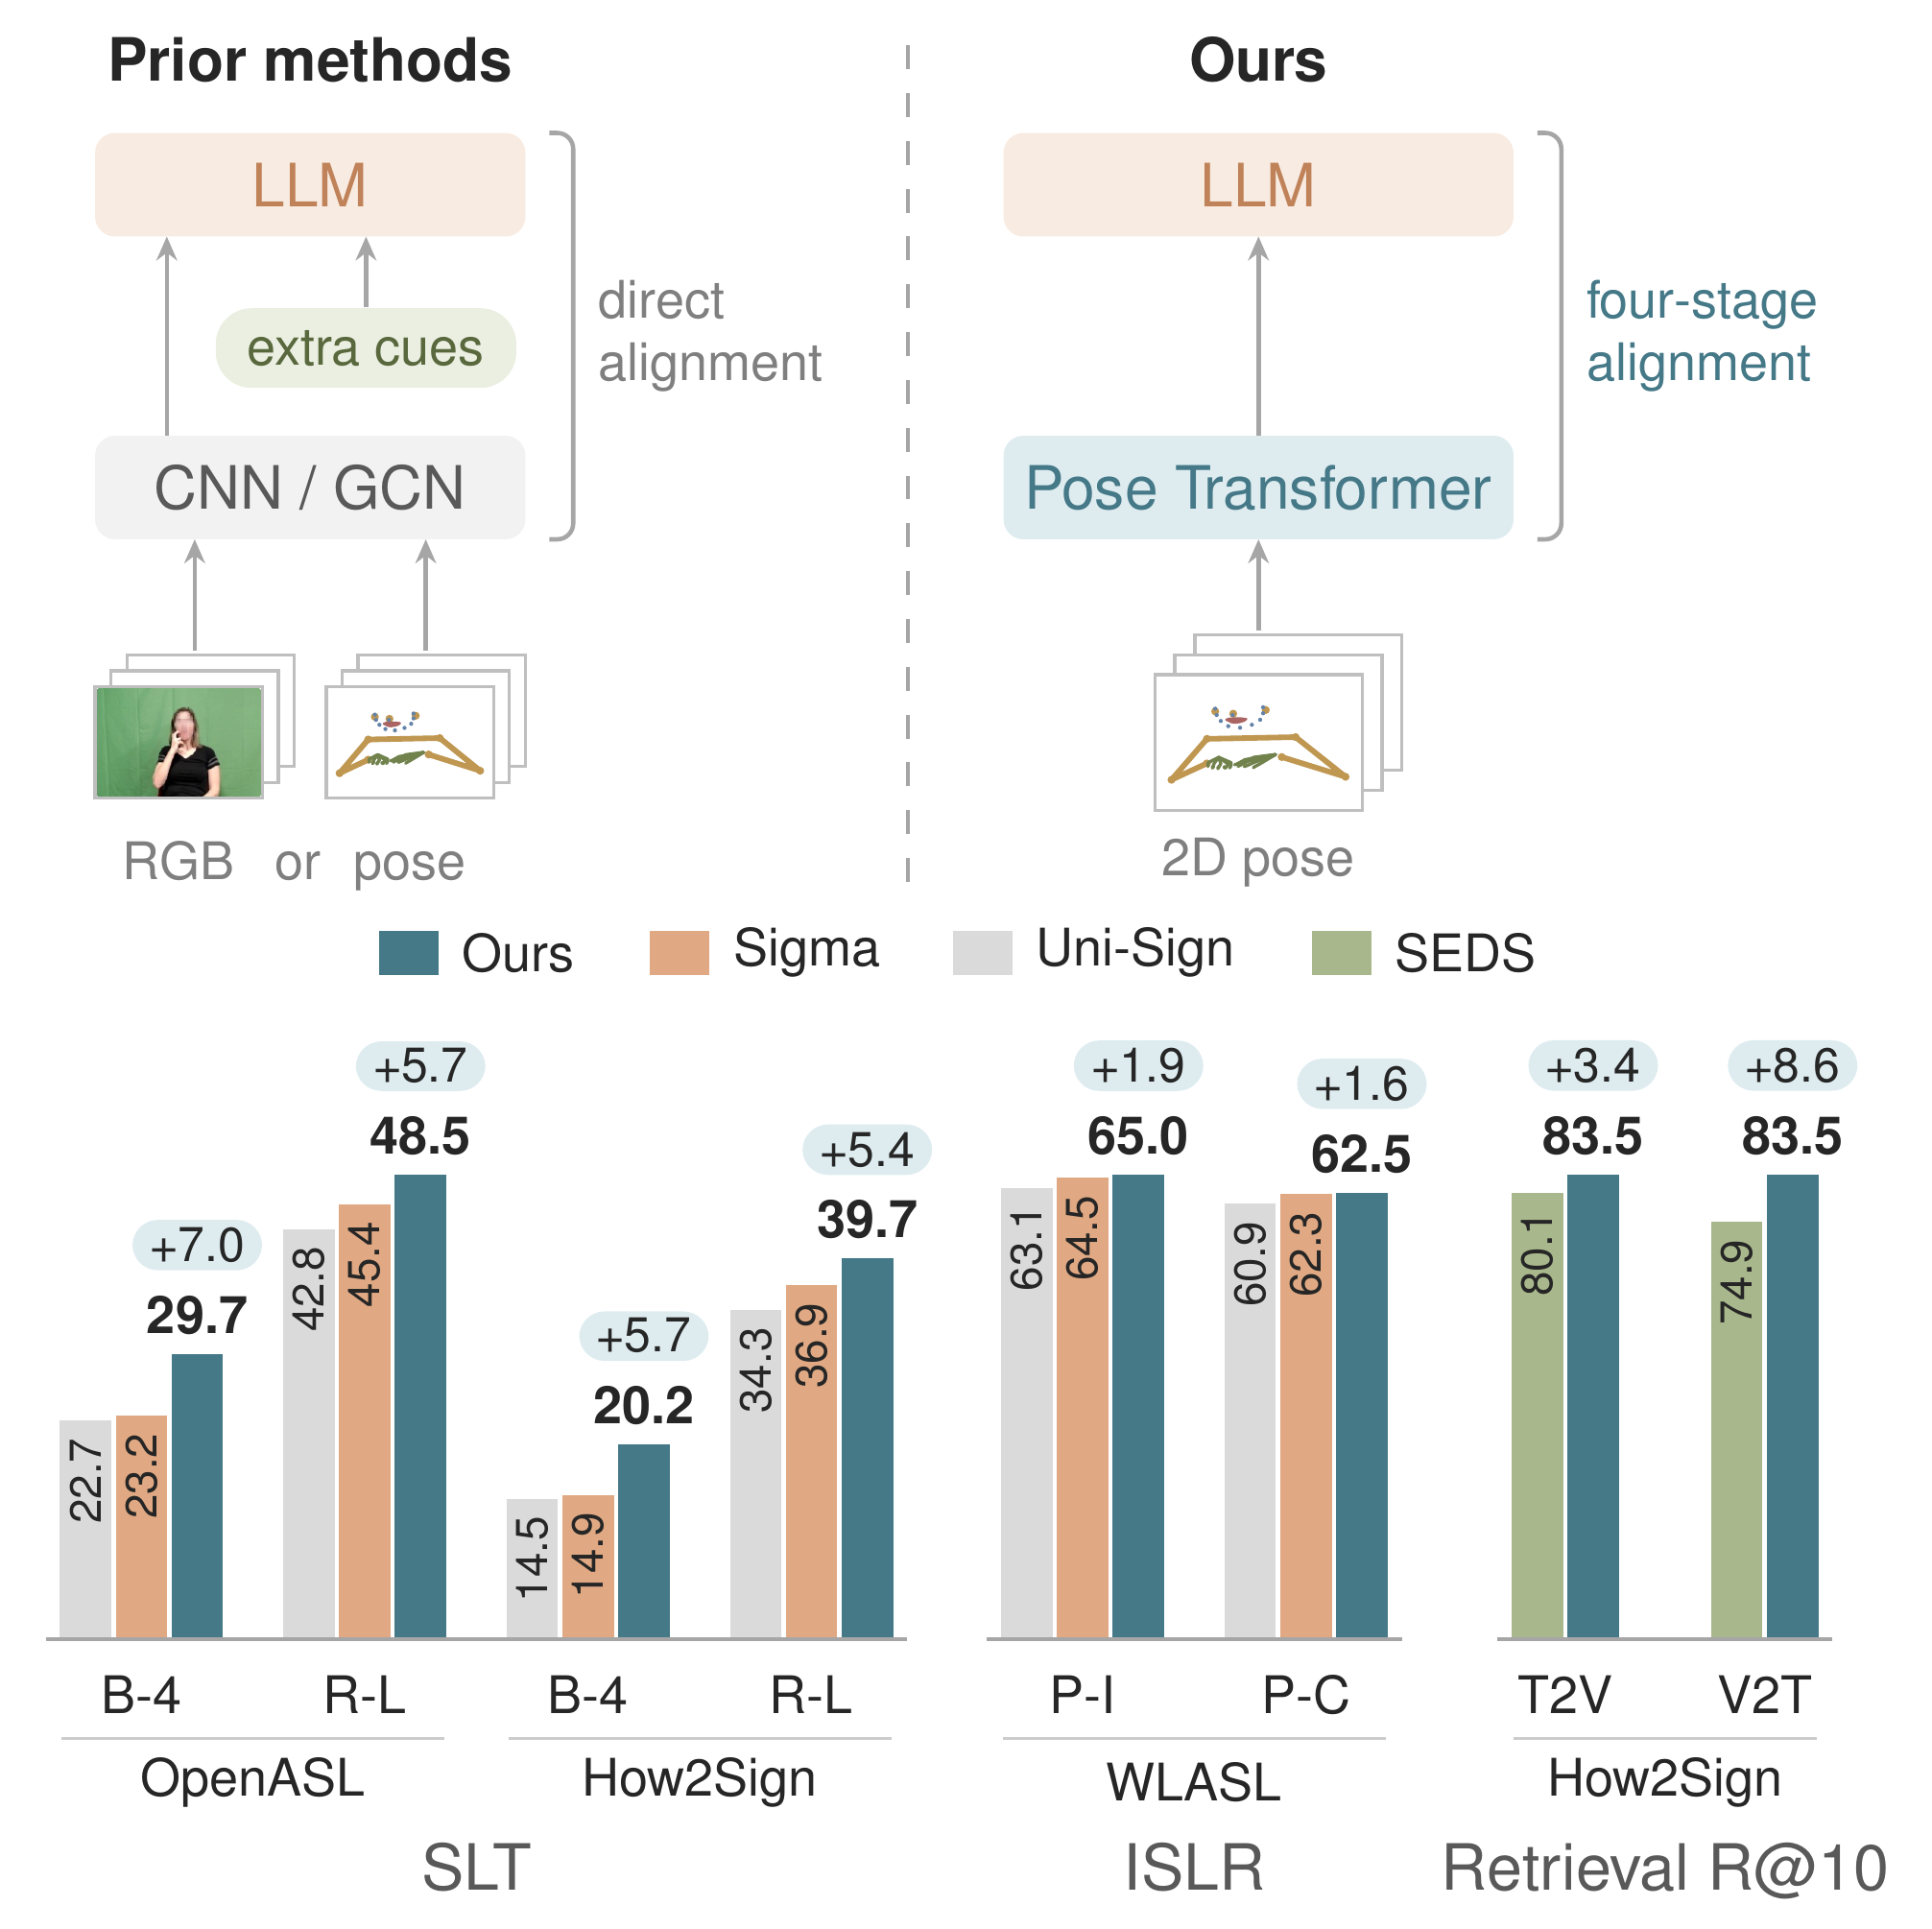 Prior methods
LLM
extra cues
direct
alignment
CNN / GCN
RGB or pose
Ours
LLM
four-stage
alignment
Pose Transformer
2D pose
Ours
Sigma
Uni-Sign
SEDS
22.7
23.2
29.7
+7.0
42.8
45.4
48.5
+5.7
14.5
14.9
20.2
+5.7
34.3
36.9
39.7
+5.4
63.1
64.5
65.0
+1.9
60.9
62.3
62.5
+1.6
80.1
83.5
+3.4
74.9
83.5
+8.6
B-4
R-L
B-4
R-L
P-I
P-C
T2V
V2T
OpenASL
How2Sign
WLASL
How2Sign
SLT
ISLR
Retrieval R@10